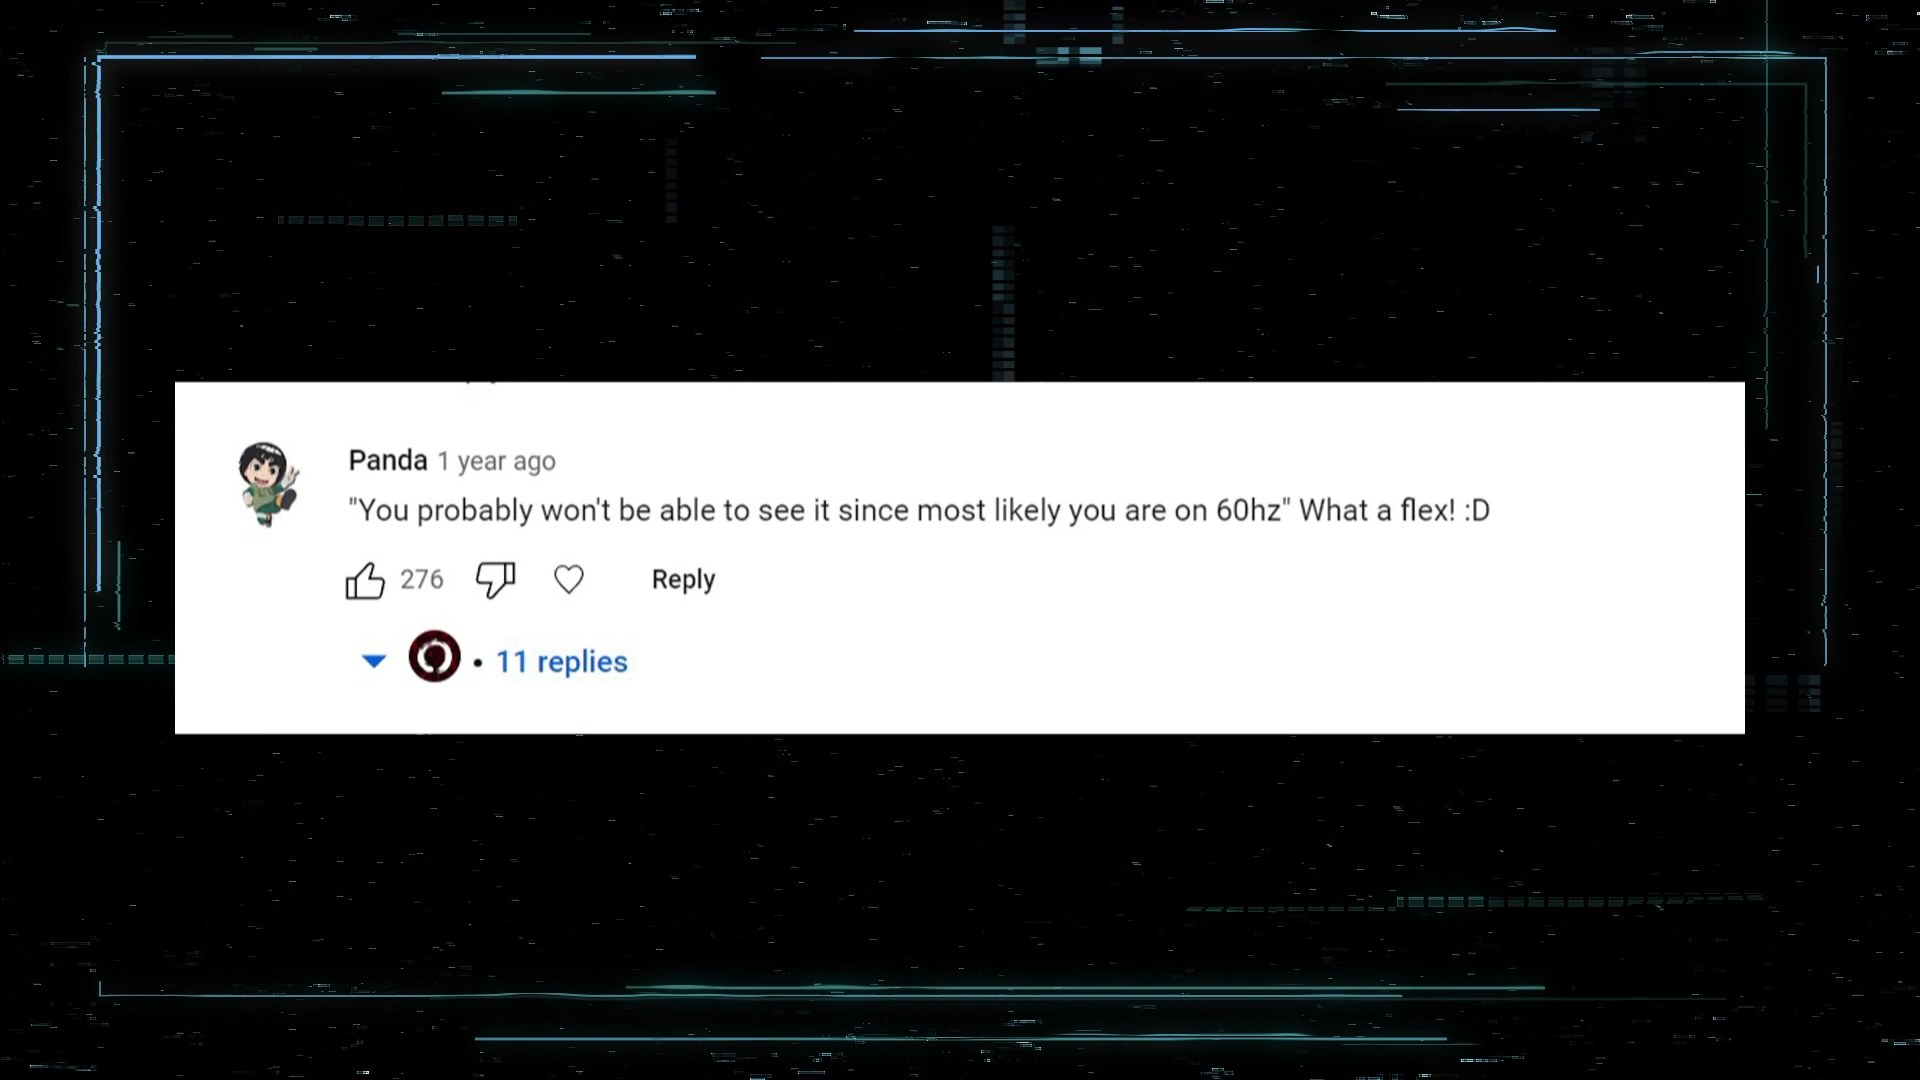 Panda 1 year ago
"You probably won't be able to see it since most likely you are on 60hz" What a flex! :D
276 Reply
• 11 replies